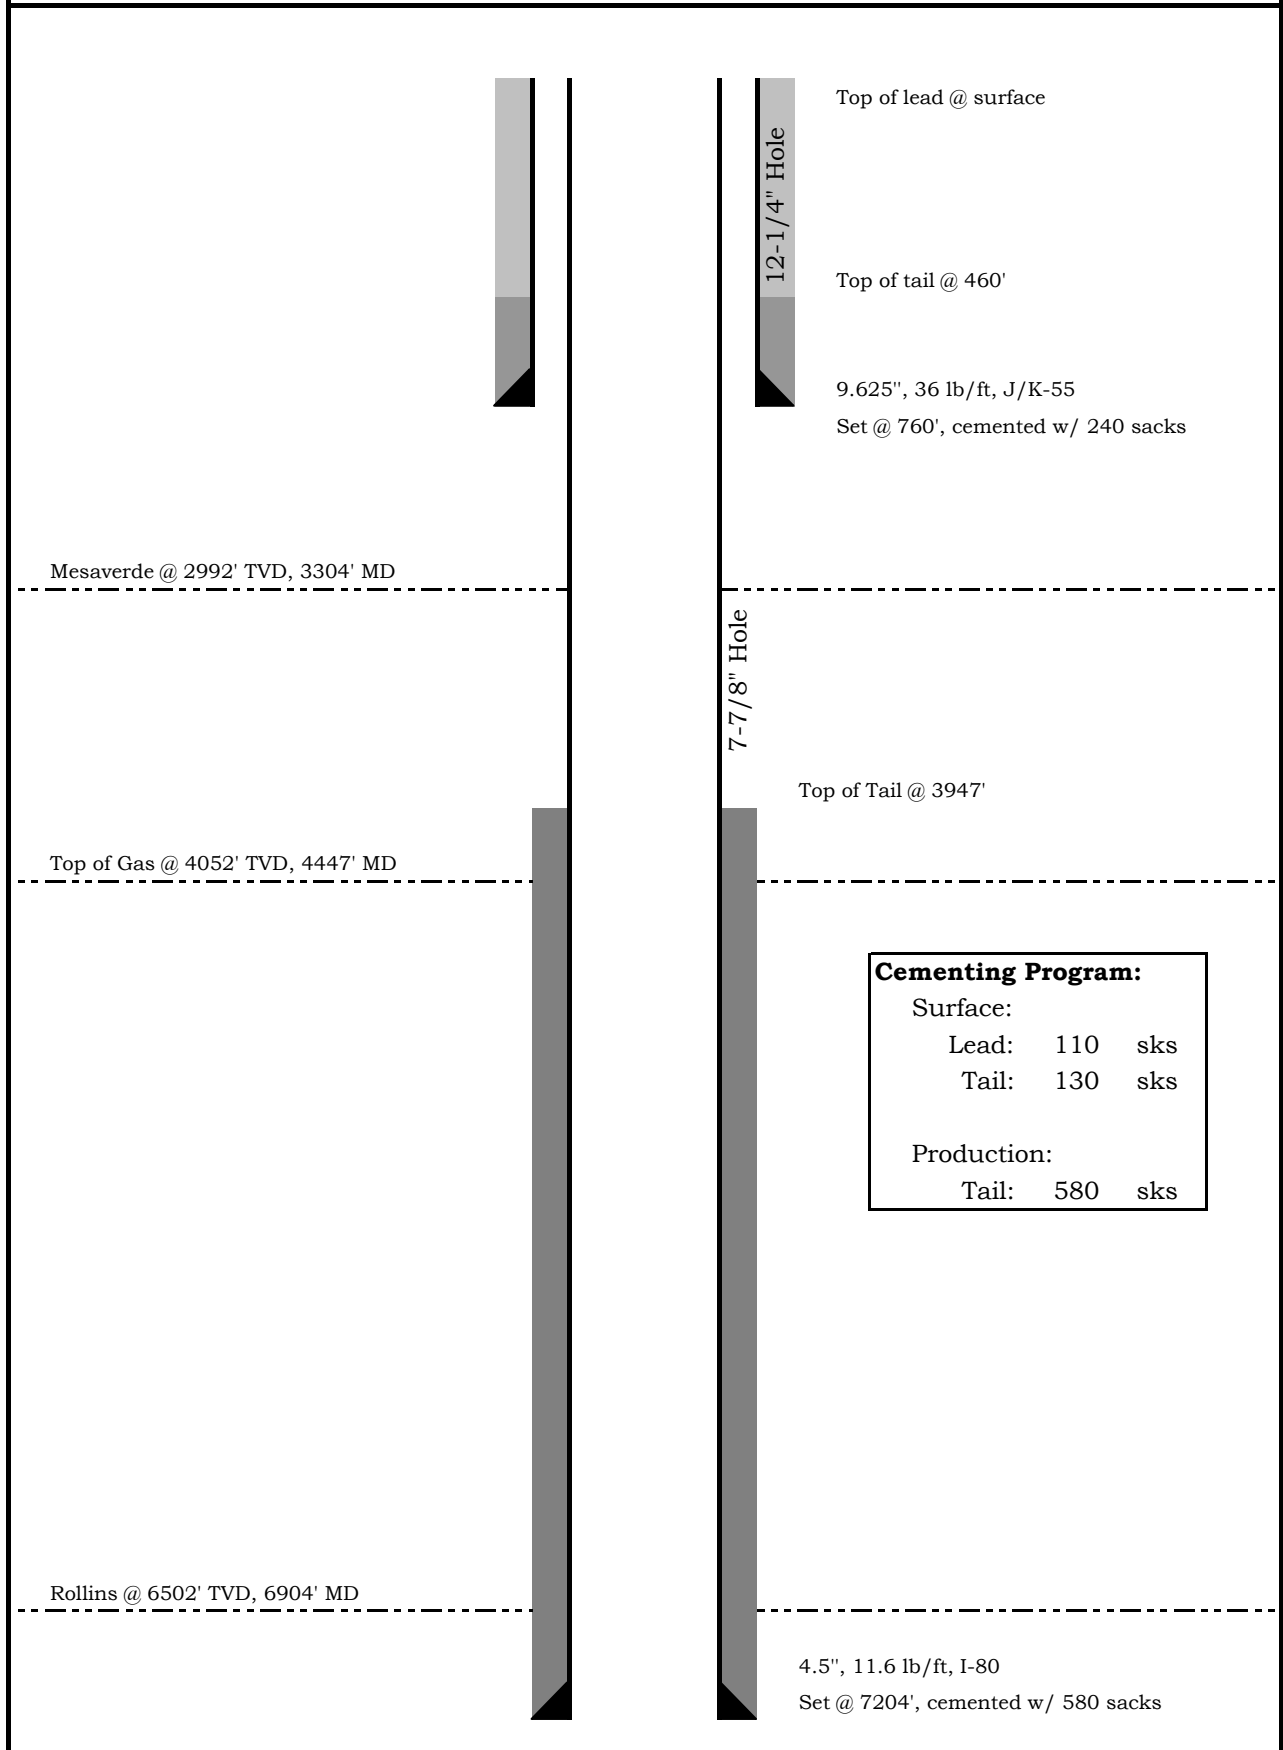 Top of lead @ surface
12-1/4" Hole
Top of tail @ 460'
9.625", 36 lb/ft, J/K-55
Set @ 760', cemented w/ 240 sacks
Mesaverde @ 2992' TVD, 3304' MD
7-7/8" Hole
Top of Tail @ 3947'
Top of Gas @ 4052' TVD, 4447' MD
Cementing Program:
Surface:
Lead: 110 sks
Tail: 130 sks
Production:
Tail: 580 sks
Rollins @ 6502' TVD, 6904' MD
4.5", 11.6 lb/ft, I-80
Set @ 7204', cemented w/ 580 sacks